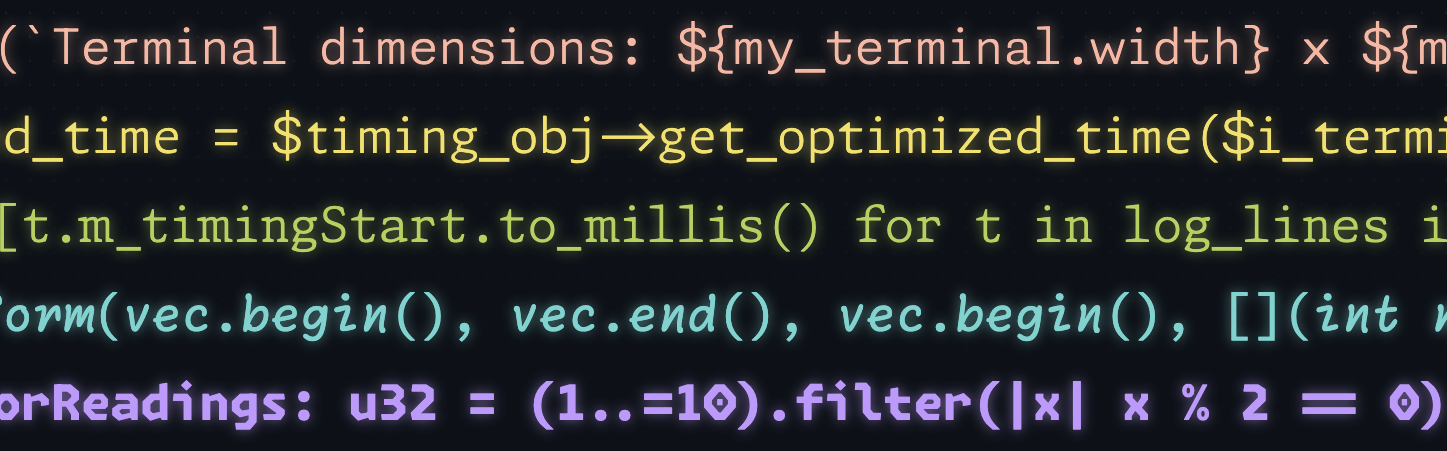 (`Terminal dimensions: ${my_terminal.width} x ${m
d_time = $timing_obj->get_optimized_time($i_termi
[t.m_timingStart.to_millis() for t in log_lines i
form(vec.begin(), vec.end(), vec.begin(), [](int n
orReadings: u32 = (1..=10).filter(|x| x % 2 == 0)